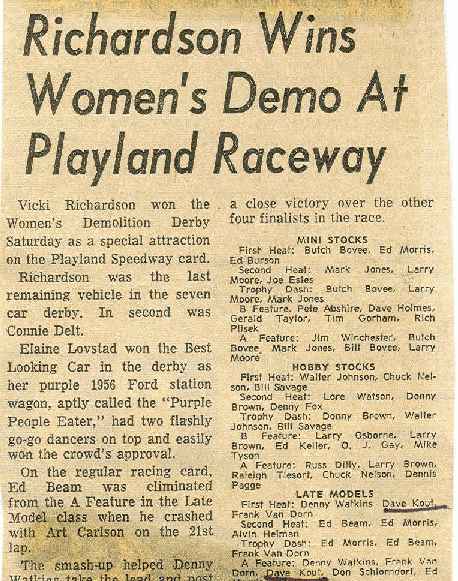 Richardson Wins
Women's Demo At
Playland Raceway
Vicki Richardson won the
Women's Demolition Derby
Saturday as a special attraction
on the Playland Speedway card.
Richardson was the last
remaining vehicle in the seven
car derby. In second was
Connie Delt.
Elaine Lovstad won the Best
Looking Car in the derby as
her purple 1956 Ford station
wagon, aptly called the "Purple
People Eater," had two flashly
go-go dancers on top and easily
won the crowd's approval.
On the regular racing card,
Ed Beam was eliminated
from the A Feature in the Late
Model class when he crashed
with Art Carlson on the 21st
lap.
The smash-up helped Denny
Watkins take the lead and post
a close victory over the other
four finalists in the race.
MINI STOCKS
First Heat: Butch Bovee, Ed Morris,
Ed Burson
Second Heat: Mark Jones, Larry
Moore, Joe Esles
Trophy Dash: Butch Bovee, Larry
Moore, Mark Jones
B Feature, Pete Abshire, Dave Holmes,
Gerald Taylor, Tim Gorham, Rich
Plisek
A Feature: Jim Winchester, Butch
Bovee, Mark Jones, Bill Bovee, Larry
Moore
HOBBY STOCKS
First Heat: Walter Johnson, Chuck Nel-
son, Bill Savage
Second Heat: Lore Watson, Donny
Brown, Denny Fox
Trophy Dash: Donny Brown, Walter
Johnson, Bill Savage
B Feature: Larry Osborne, Larry
Brown, Ed Keller, O. J. Gay, Mike
Tyson
A Feature: Russ Dilly, Larry Brown,
Raleigh Tiesort, Chuck Nelson, Dennis
Pagge
LATE MODELS
First Heat: Denny Watkins Dave Kouf,
Frank Van Dorn
Second Heat: Ed Beam, Ed Morris,
Alvin Helman
Trophy Dash: Ed Morris, Ed Beam,
Frank Van Dorn
A Feature: Denny Watkins, Frank Van
Dorn, Dave Kouf, Don Schlorndorf, Ed